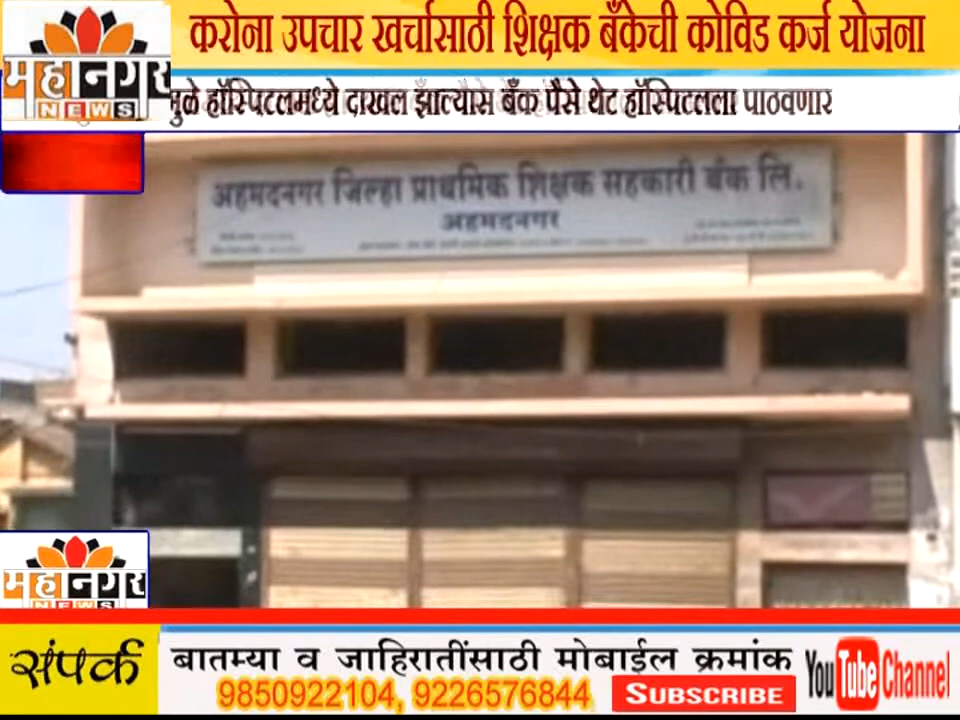 करोना उपचार खर्चासाठी शिक्षक बँकेची कोविड कर्ज योजना
महानगर
NEWS
मुळे हॉस्पिटलमध्ये दाखल झाल्यास बँक पैसे थेट हॉस्पिटलला पाठवणार
अहमदनगर जिल्हा प्राथमिक शिक्षक सहकारी बँक लि.
अहमदनगर
महानगर
NEWS
संपर्क
बातम्या व जाहिरातींसाठी मोबाईल क्रमांक
9850922104, 9226576844
SUBSCRIBE
YouTube Channel